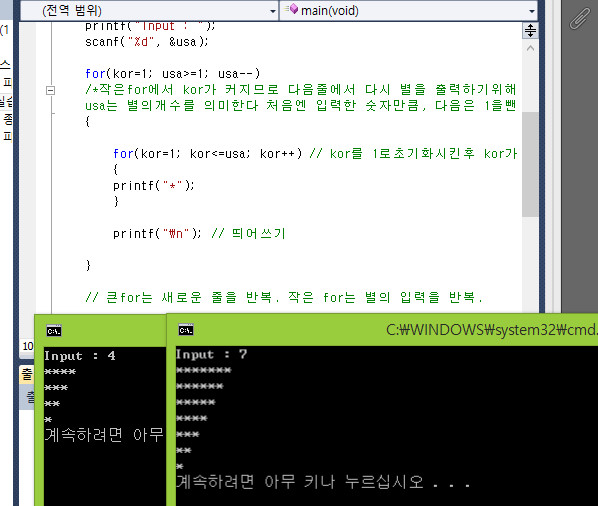 (전역 범위)
main(void)
printf("Input : ");
scanf("%d", &usa);
for(kor=1; usa>=1; usa--)
/*작은for에서 kor가 커지므로 다음줄에서 다시 별을 출력하기위해
usa는 별의개수를 의미한다 처음엔 입력한 숫자만큼, 다음은 1을뺀
{
for(kor=1; kor<=usa; kor++) // kor를 1로초기화시킨후 kor가
{
printf("*");
}
printf("₩n"); // 띄어쓰기
}
// 큰for는 새로운 줄을 반복. 작은 for는 별의 입력을 반복.
10
출
Input : 4
****
***
**
*
계속하려면 아무
C:₩WINDOWS₩system32₩cmd.
Input : 7
*******
******
*****
****
***
**
*
계속하려면 아무 키나 누르십시오 . . .